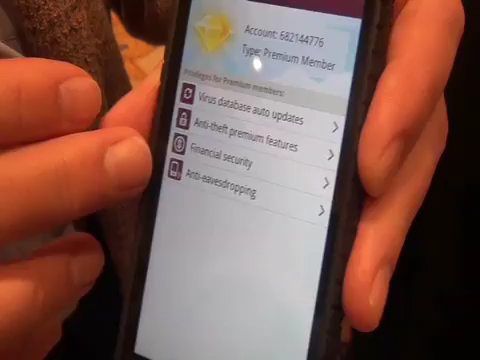 Account: 682144776
Type: Premium Member
Privileges for Premium members:
Virus database auto updates
Anti-theft premium features
Financial security
Anti-eavesdropping